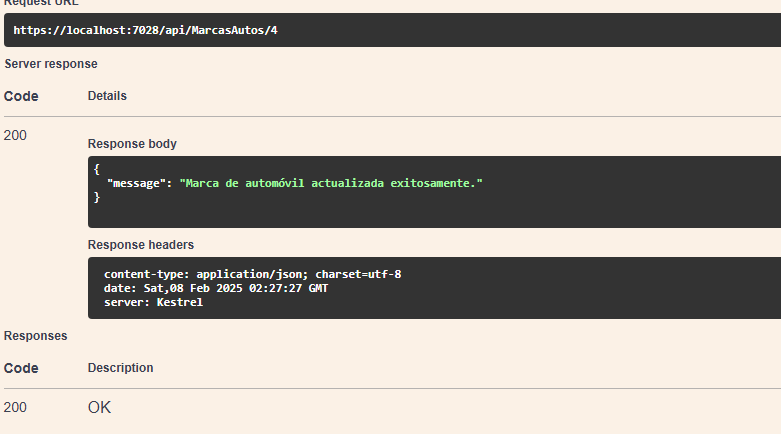 Request URL
https://localhost:7028/api/MarcasAutos/4
Server response
Code Details
200
Response body
{
"message": "Marca de automóvil actualizada exitosamente."
}
Response headers
content-type: application/json; charset=utf-8
date: Sat,08 Feb 2025 02:27:27 GMT
server: Kestrel
Responses
Code Description
200 OK